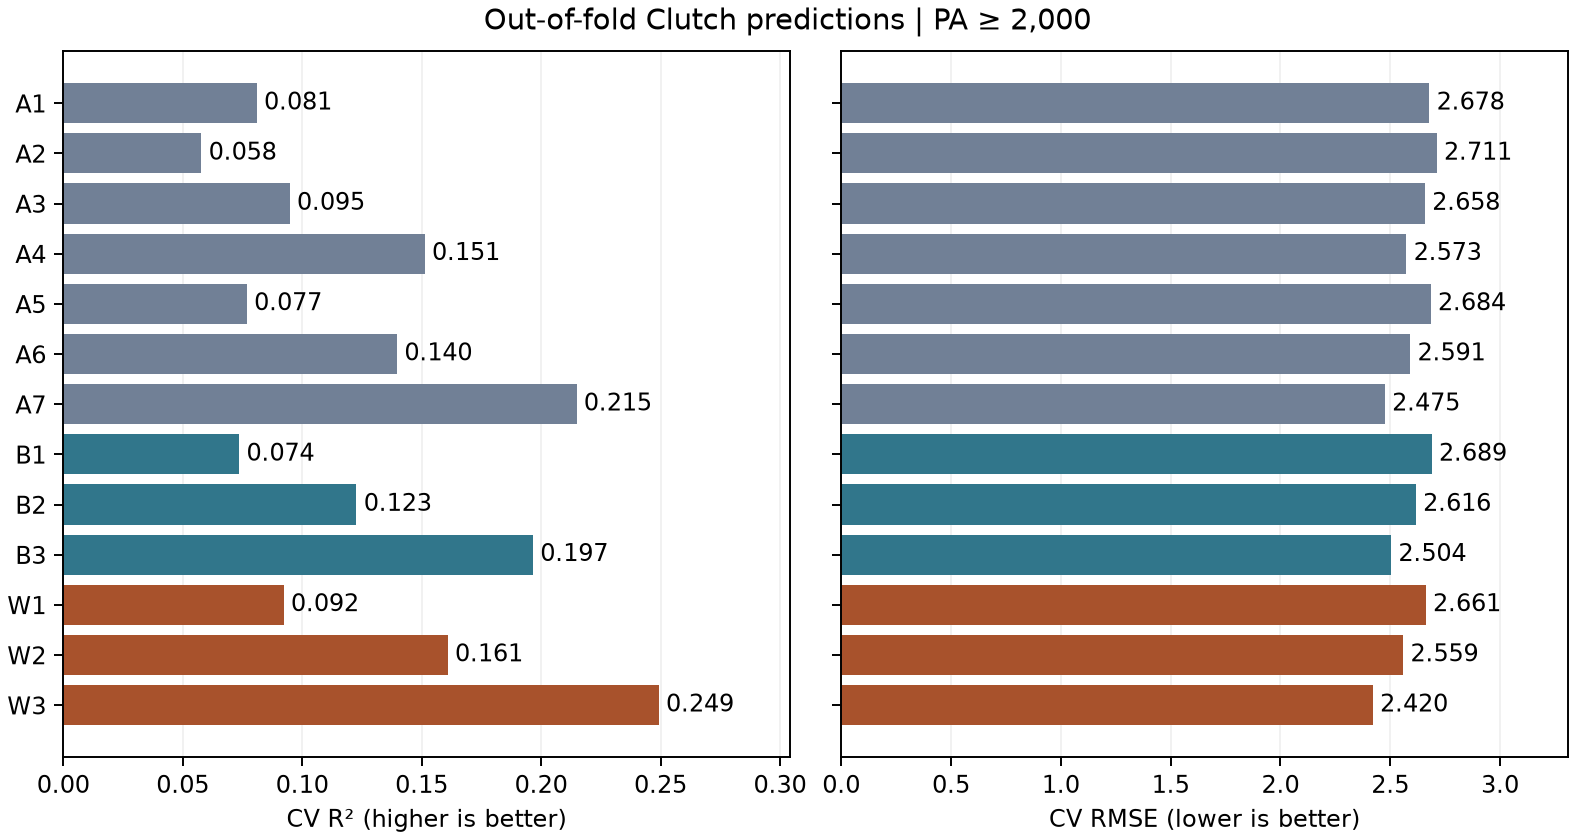 Out-of-fold Clutch predictions | PA ≥ 2,000
A1 0.081 2.678
A2 0.058 2.711
A3 0.095 2.658
A4 0.151 2.573
A5 0.077 2.684
A6 0.140 2.591
A7 0.215 2.475
B1 0.074 2.689
B2 0.123 2.616
B3 0.197 2.504
W1 0.092 2.661
W2 0.161 2.559
W3 0.249 2.420
0.00 0.05 0.10 0.15 0.20 0.25 0.30 0.0 0.5 1.0 1.5 2.0 2.5 3.0
CV R² (higher is better) CV RMSE (lower is better)